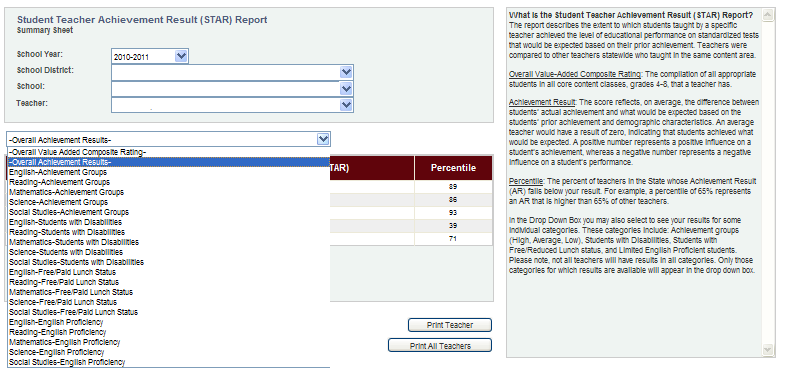 Student Teacher Achievement Result (STAR) Report
Summary Sheet
School Year:
2010-2011
School District:
School:
Teacher:
-Overall Achievement Results-
-Overall Value Added Composite Rating-
-Overall Achievement Results-
English-Achievement Groups
Reading-Achievement Groups
Mathematics-Achievement Groups
Science-Achievement Groups
Social Studies-Achievement Groups
English-Students with Disabilities
Reading-Students with Disabilities
Mathematics-Students with Disabilities
Science-Students with Disabilities
Social Studies-Students with Disabilities
English-Free/Paid Lunch Status
Reading-Free/Paid Lunch Status
Mathematics-Free/Paid Lunch Status
Science-Free/Paid Lunch Status
Social Studies-Free/Paid Lunch Status
English-English Proficiency
Reading-English Proficiency
Mathematics-English Proficiency
Science-English Proficiency
Social Studies-English Proficiency
TAR) Percentile
89
86
93
39
71
Print Teacher
Print All Teachers
What is the Student Teacher Achievement Result (STAR) Report?
The report describes the extent to which students taught by a specific
teacher achieved the level of educational performance on standardized tests
that would be expected based on their prior achievement. Teachers were
compared to other teachers statewide who taught in the same content area.
Overall Value-Added Composite Rating: The compilation of all appropriate
students in all core content classes, grades 4-8, that a teacher has.
Achievement Result: The score reflects, on average, the difference between
students' actual achievement and what would be expected based on the
students' prior achievement and demographic characteristics. An average
teacher would have a result of zero, indicating that students achieved what
would be expected. A positive number represents a positive influence on a
student's achievement, whereas a negative number represents a negative
influence on a student's performance.
Percentile: The percent of teachers in the State whose Achievement Result
(AR) falls below your result. For example, a percentile of 65% represents
an AR that is higher than 65% of other teachers.
In the Drop Down Box you may also select to see your results for some
individual categories. These categories include: Achievement groups
(High, Average, Low), Students with Disabilities, Students with
Free/Reduced Lunch status, and Limited English Proficient students.
Please note, not all teachers will have results in all categories. Only those
categories for which results are available will appear in the drop down box.